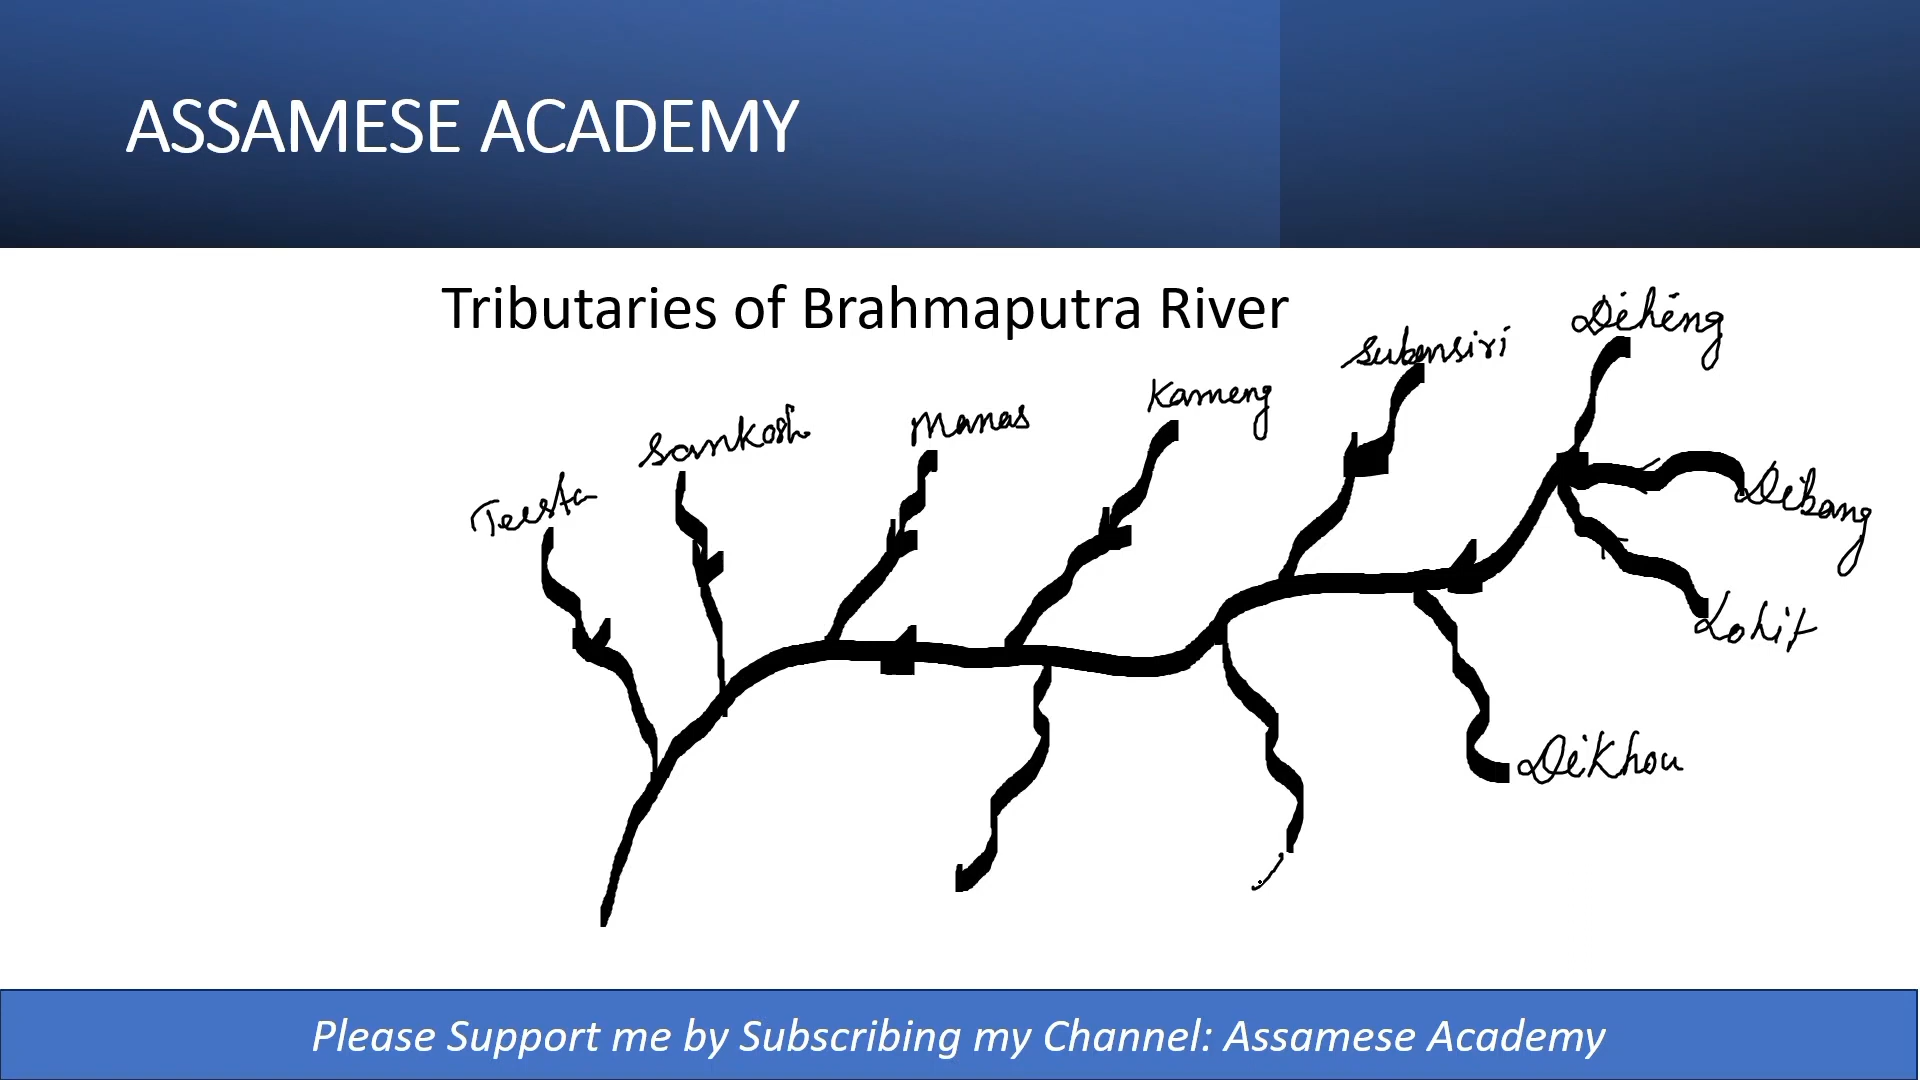 ASSAMESE ACADEMY
Tributaries of Brahmaputra River
Diheng
Subansiri
Kameng
Manas
Sankosh
Teesta
Dibang
Lohit
Dikhou
Please Support me by Subscribing my Channel: Assamese Academy